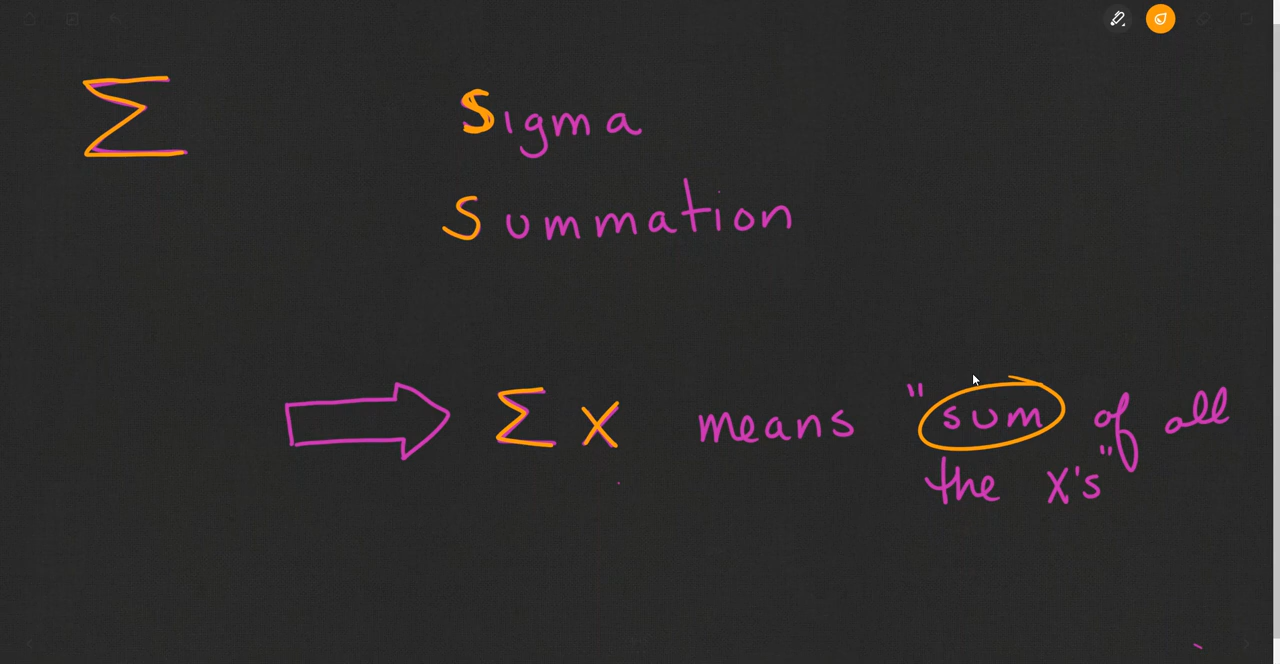 Σ Sigma
Summation
Σ X means "sum of all
the X's"